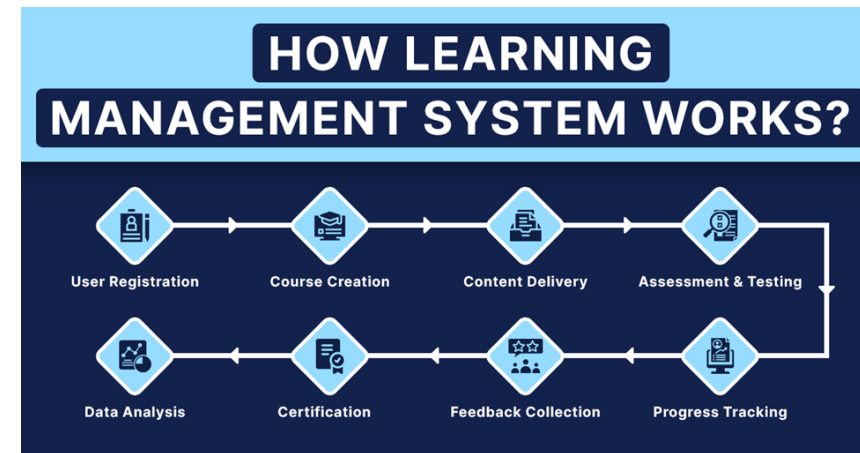 HOW LEARNING
MANAGEMENT SYSTEM WORKS?
User Registration
Course Creation
Content Delivery
Assessment & Testing
Data Analysis
Certification
Feedback Collection
Progress Tracking